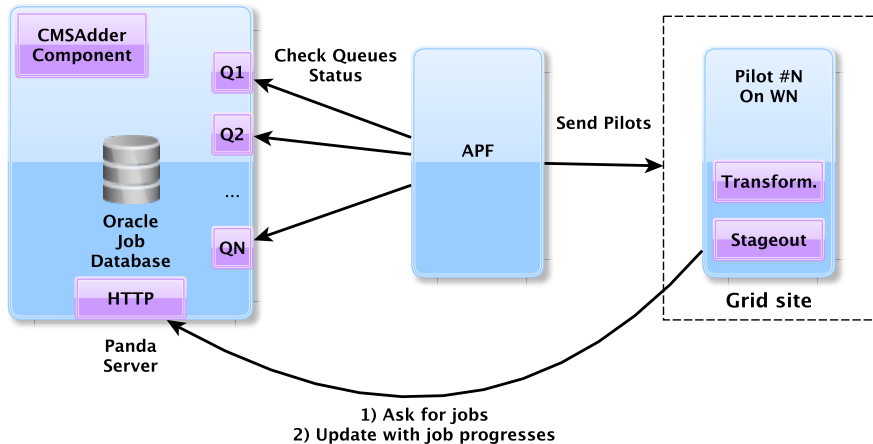 CMSAdder
Component
Q1
Q2
...
QN
Oracle
Job
Database
HTTP
Panda
Server
Check Queues
Status
APF
Send Pilots
Pilot #N
On WN
Transform.
Stageout
Grid site
1) Ask for jobs
2) Update with job progresses